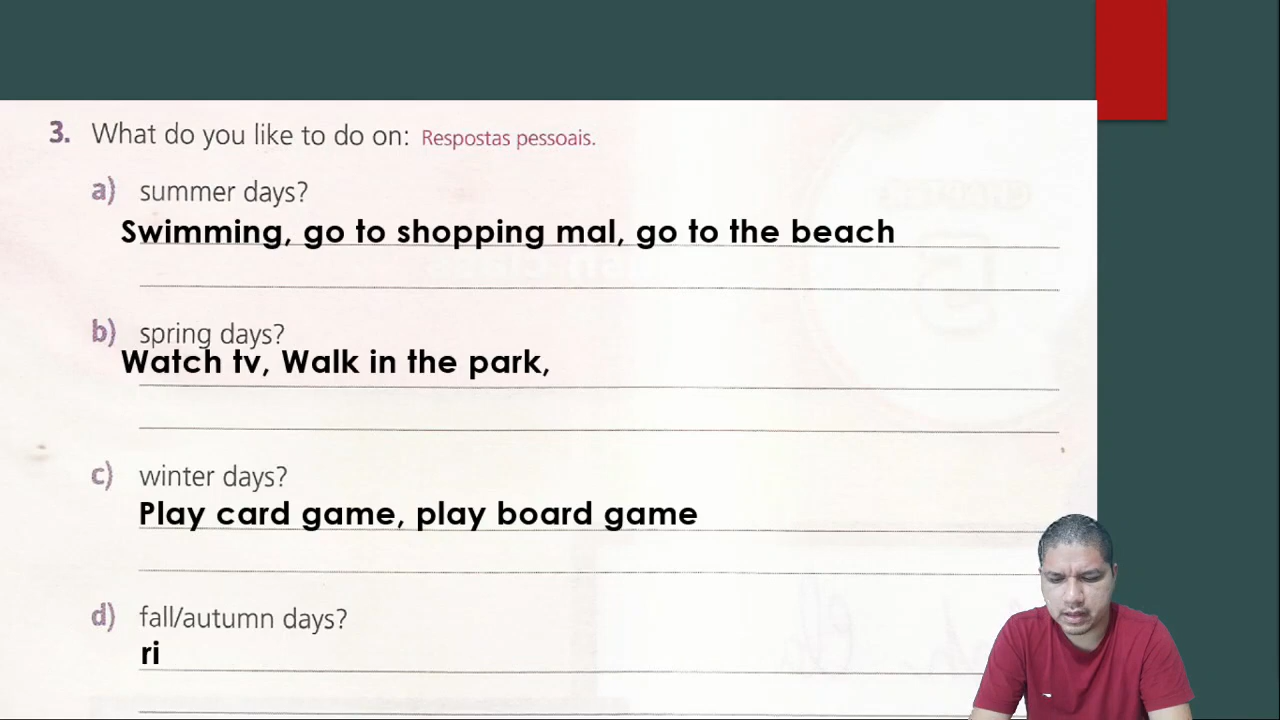 3. What do you like to do on: Respostas pessoais.
a) summer days?
Swimming, go to shopping mal, go to the beach
b) spring days?
Watch tv, Walk in the park,
c) winter days?
Play card game, play board game
d) fall/autumn days?
ri